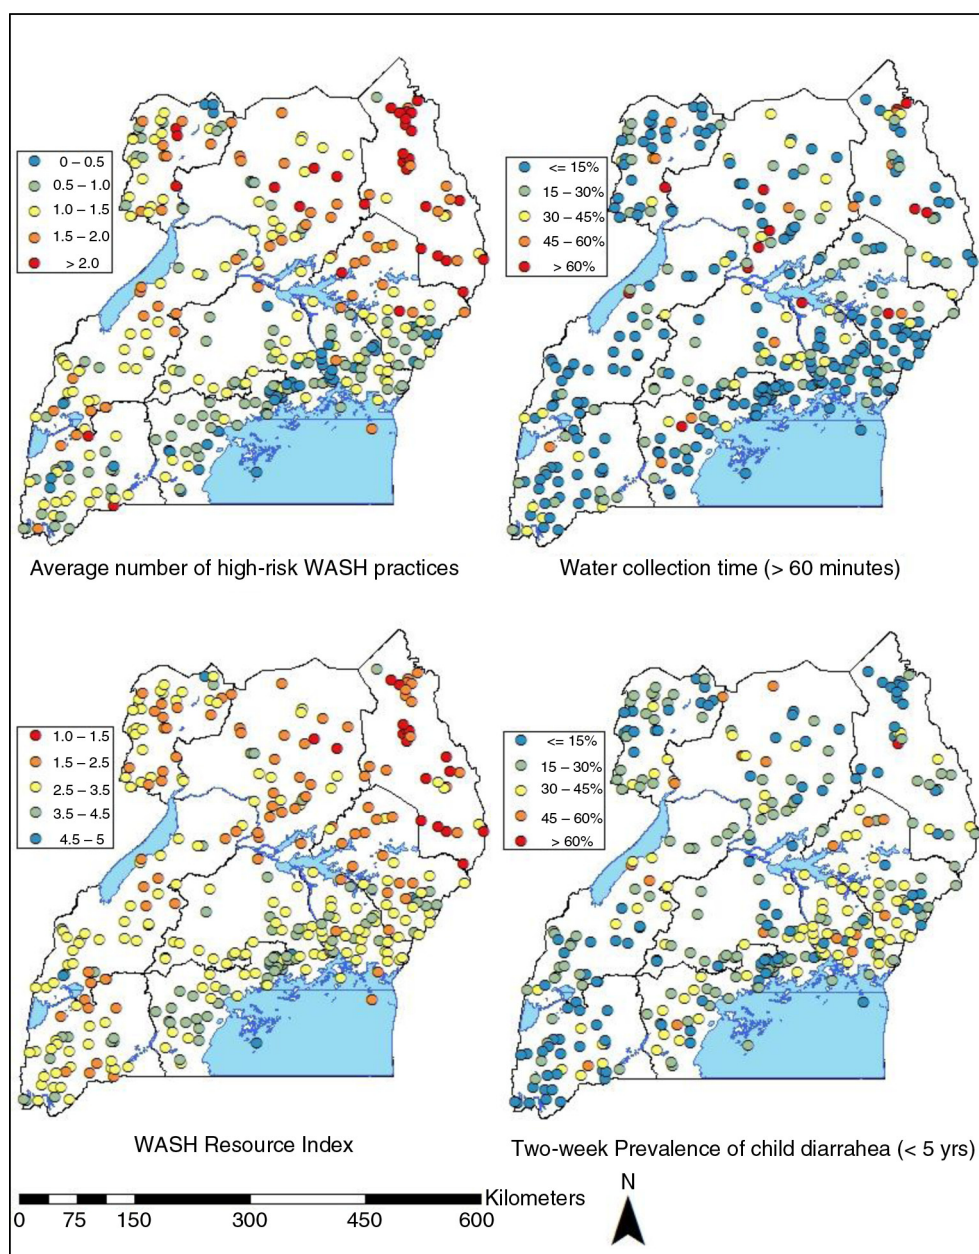 0 – 0.5
0.5 – 1.0
1.0 – 1.5
1.5 – 2.0
> 2.0
<= 15%
15 – 30%
30 – 45%
45 – 60%
> 60%
Average number of high-risk WASH practices
Water collection time (> 60 minutes)
1.0 – 1.5
1.5 – 2.5
2.5 – 3.5
3.5 – 4.5
4.5 – 5
<= 15%
15 – 30%
30 – 45%
45 – 60%
> 60%
WASH Resource Index
Two-week Prevalence of child diarrahea (< 5 yrs)
Kilometers
0 75 150 300 450 600
N